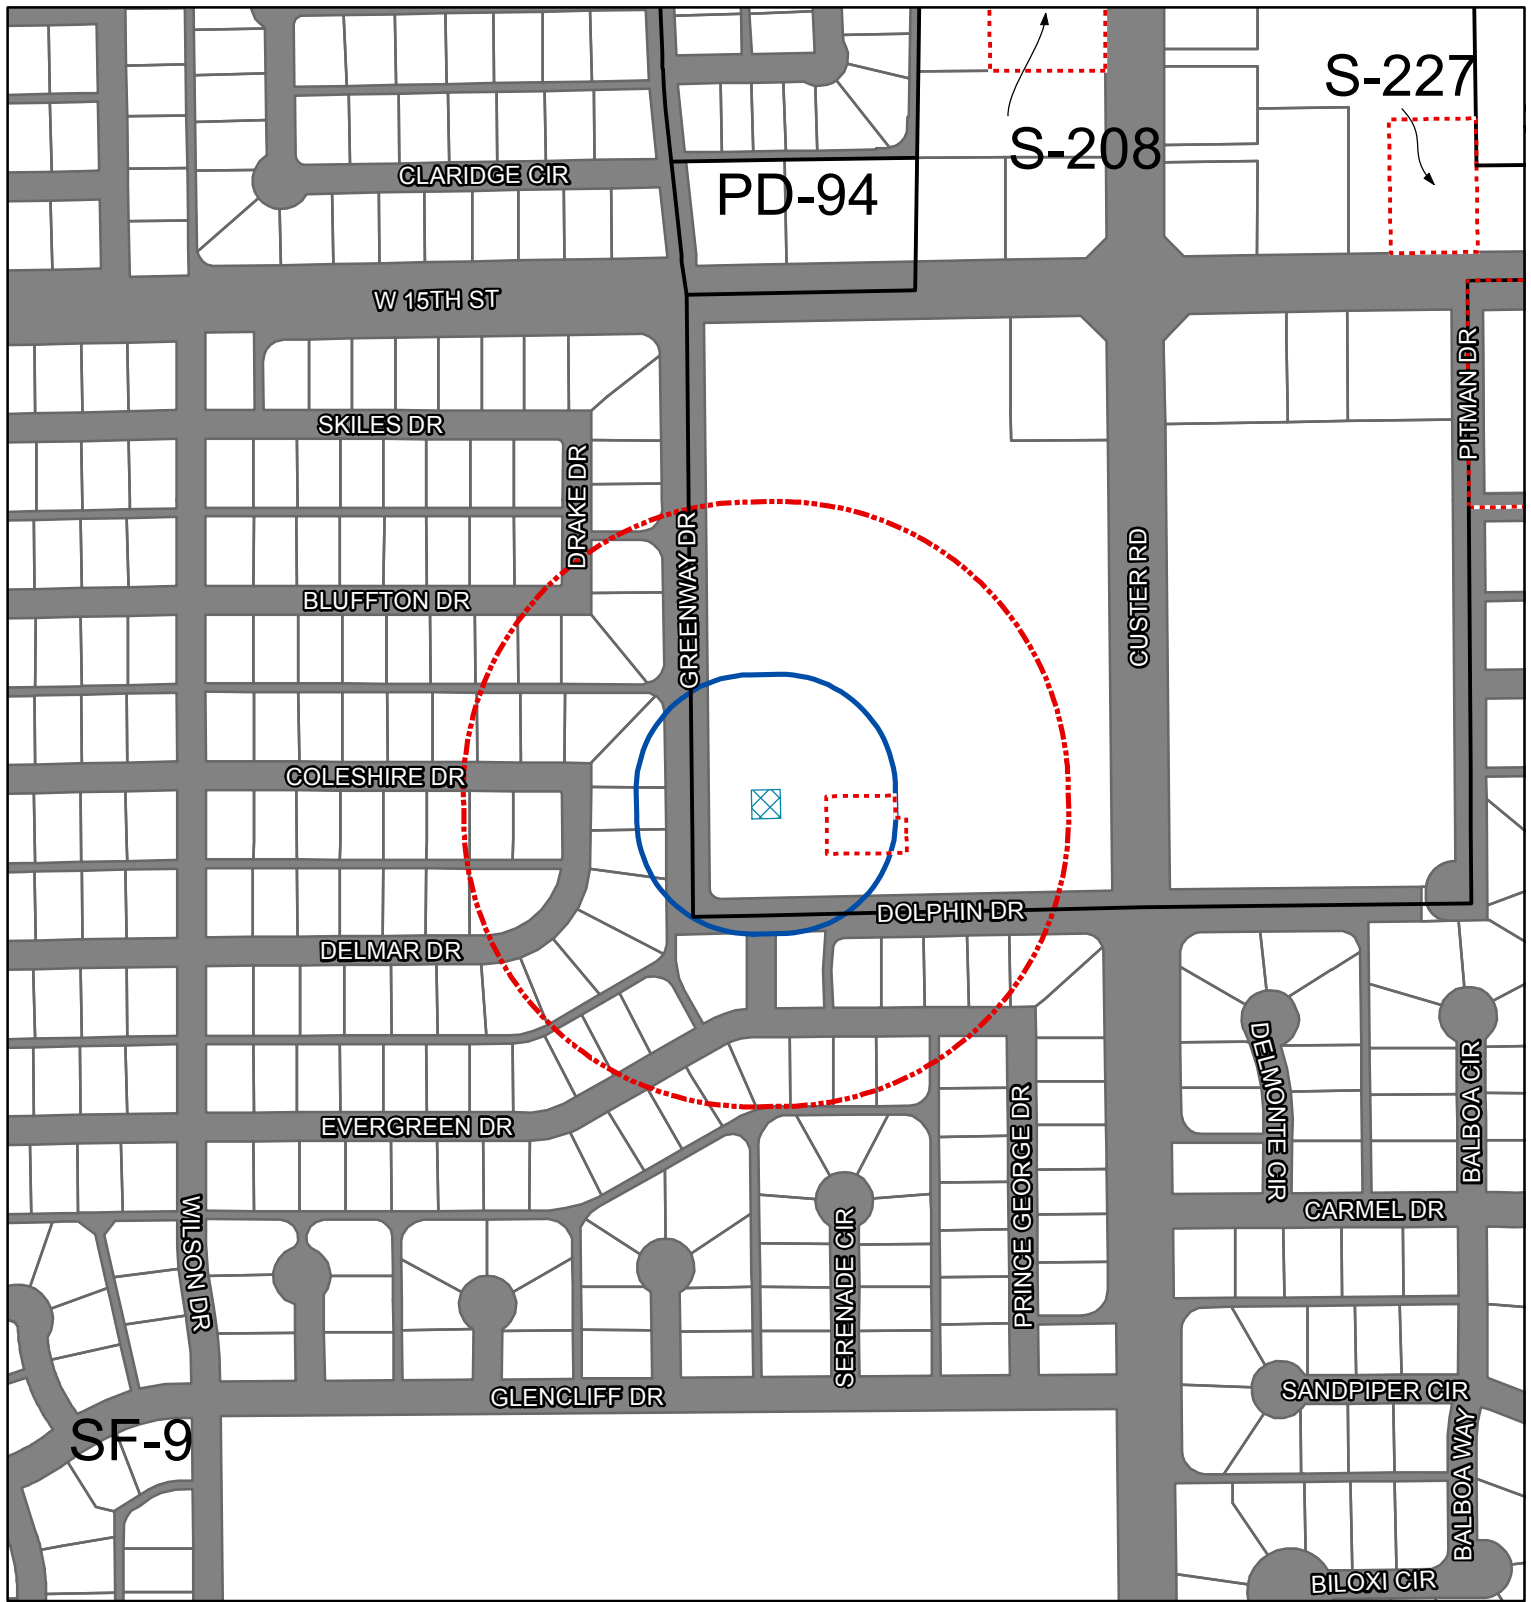 S-227
S-208
CLARIDGE CIR
PD-94
W 15TH ST
PITMAN DR
SKILES DR
DRAKE DR
GREENWAY DR
CUSTER RD
BLUFFTON DR
COLESHIRE DR
DOLPHIN DR
DELMAR DR
DELMONTE CIR
BALBOA CIR
EVERGREEN DR
PRINCE GEORGE DR
WILSON DR
SERENADE CIR
CARMEL DR
GLENCLIFF DR
SANDPIPER CIR
SF-9
BALBOA WAY
BILOXI CIR